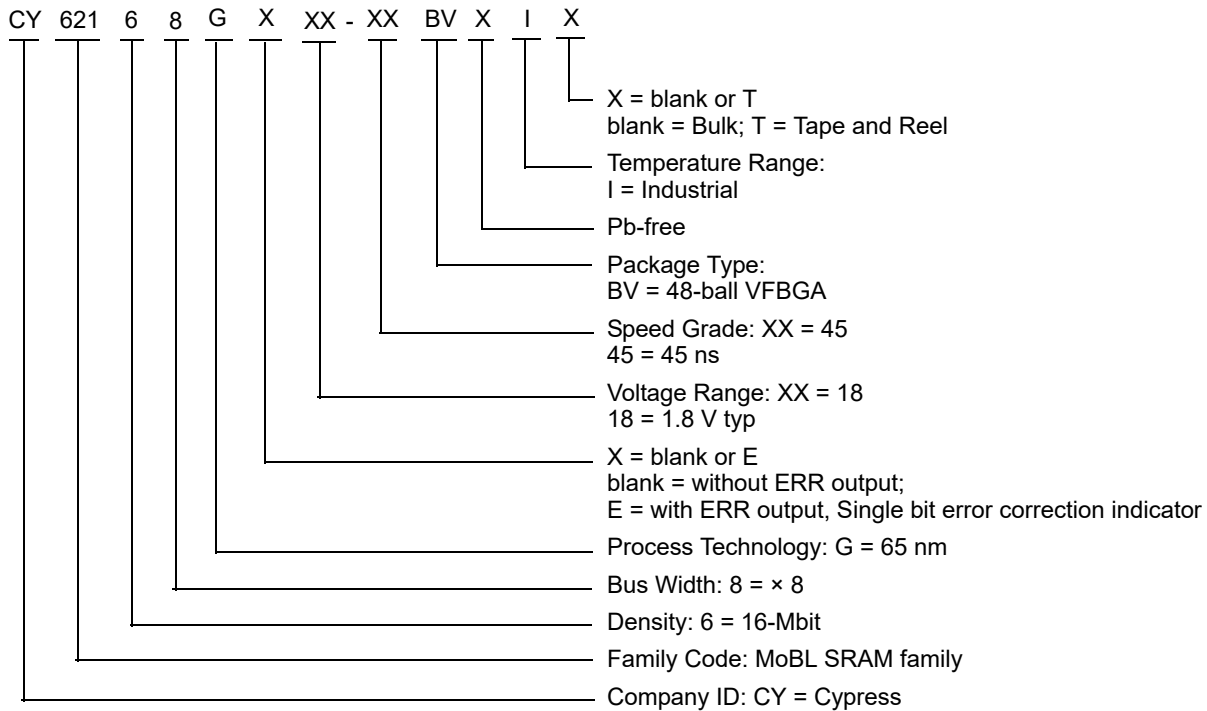 CY 621 6 8 G X XX - XX BV X I X
X = blank or T
blank = Bulk; T = Tape and Reel
Temperature Range:
I = Industrial
Pb-free
Package Type:
BV = 48-ball VFBGA
Speed Grade: XX = 45
45 = 45 ns
Voltage Range: XX = 18
18 = 1.8 V typ
X = blank or E
blank = without ERR output;
E = with ERR output, Single bit error correction indicator
Process Technology: G = 65 nm
Bus Width: 8 = × 8
Density: 6 = 16-Mbit
Family Code: MoBL SRAM family
Company ID: CY = Cypress